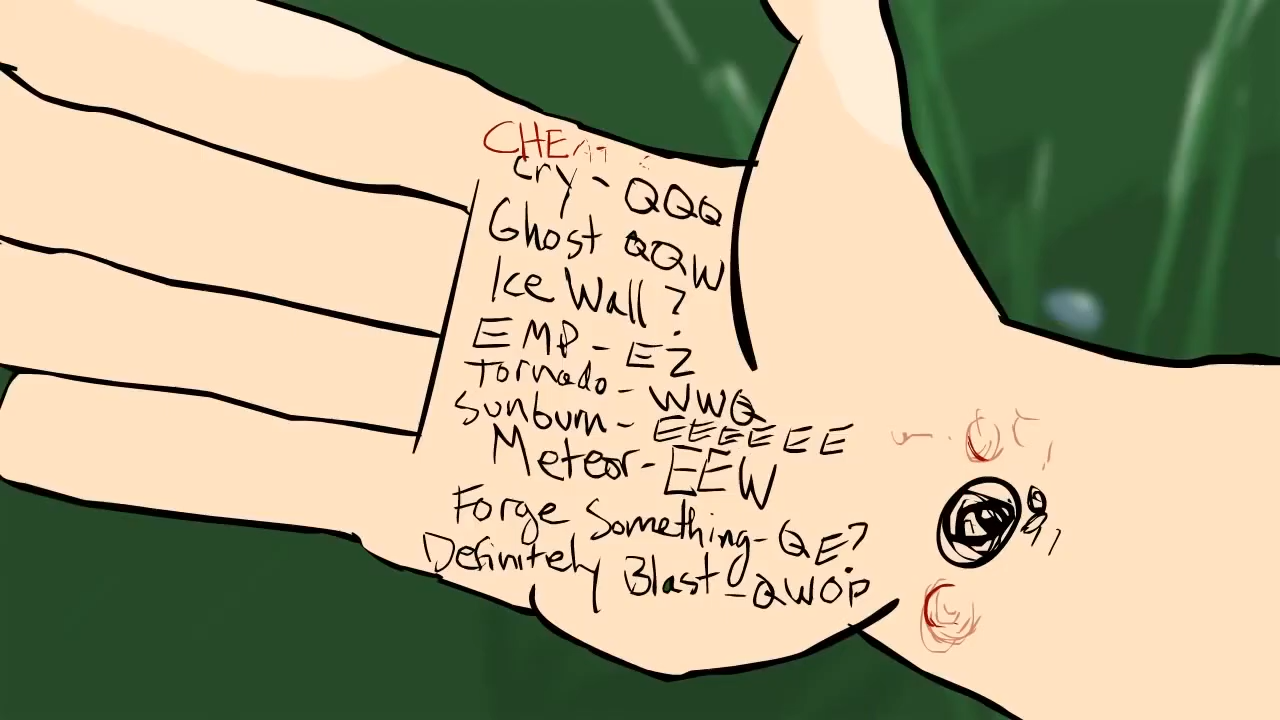 CHEAT
Cry - QQQ
Ghost QQW
Ice Wall ?
EMP - E?
Tornado - WWQ
Sunburn - EEEEEE
Meteor - EEW
Forge Something - QE?
Definitely Blast - QWOP